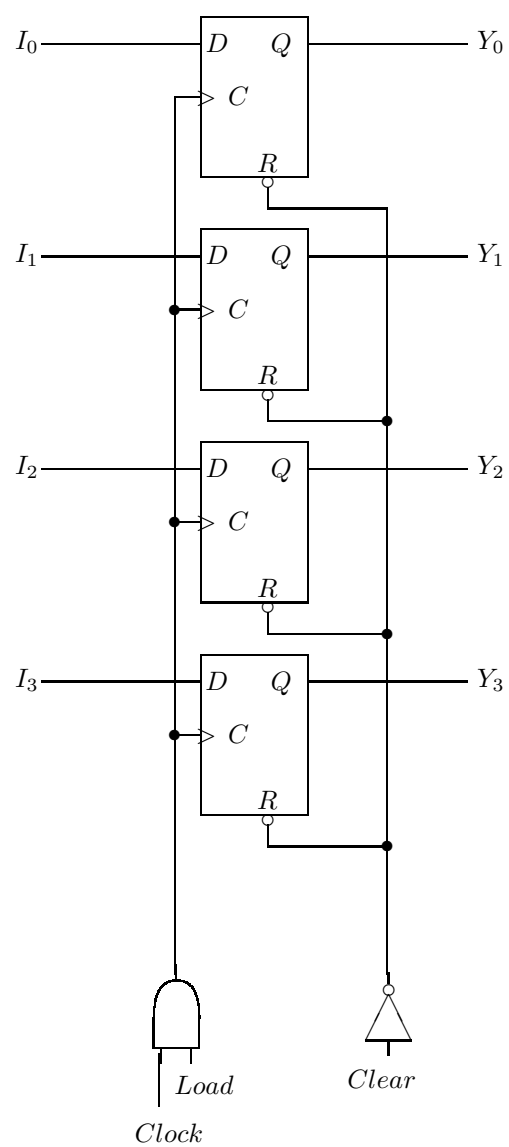 I₀ D Q Y₀
C
R
I₁ D Q Y₁
C
R
I₂ D Q Y₂
C
R
I₃ D Q Y₃
C
R
Load Clear
Clock